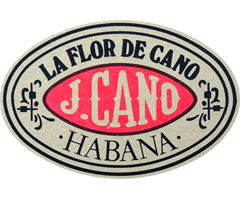 LA FLOR DE CANO
J. CANO
· HABANA ·